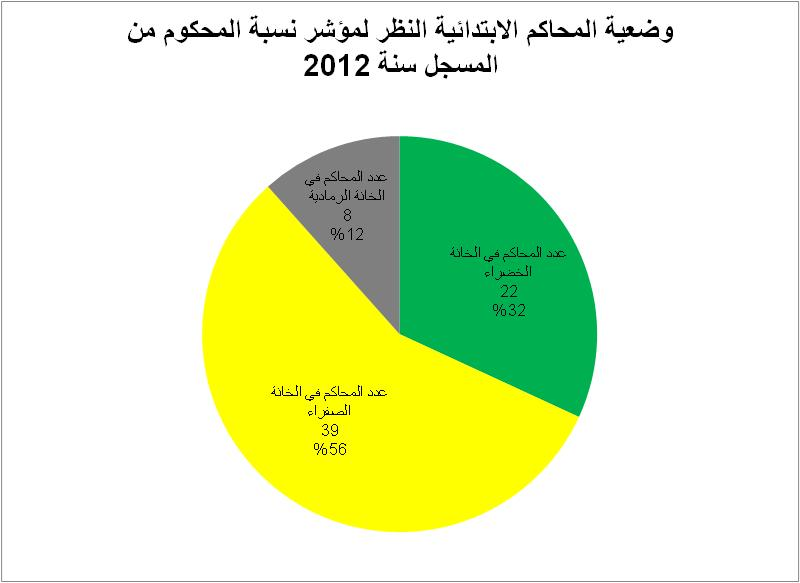 وضعية المحاكم الابتدائية النظر لمؤشر نسبة المحكوم من
المسجل سنة 2012
عدد المحاكم في
الخانة الرمادية
8
%12
عدد المحاكم في الخانة
الخضراء
22
%32
عدد المحاكم في الخانة
الصفراء
39
%56